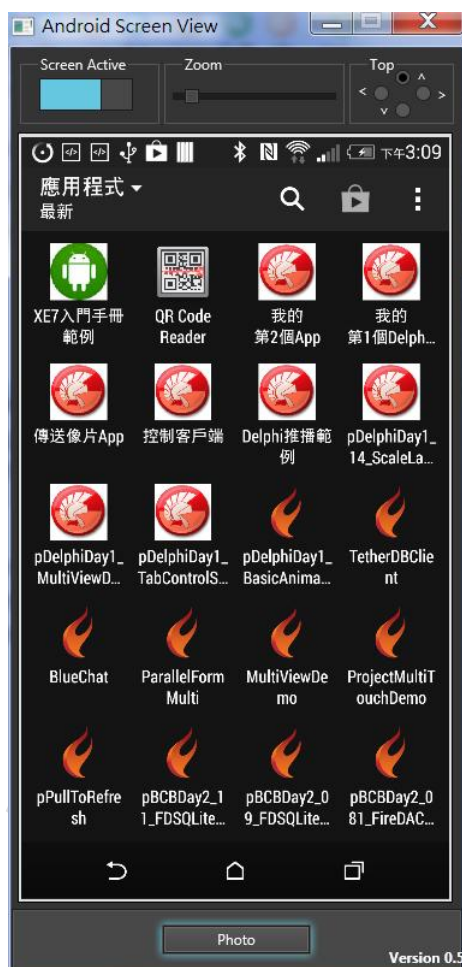 Android Screen View
Screen Active
Zoom
Top
下午3:09
應用程式
最新
XE7入門手冊
範例
QR Code
Reader
我的
第2個App
我的
第1個Delph...
傳送像片App
控制客戶端
Delphi推播範
例
pDelphiDay1_
14_ScaleLa...
pDelphiDay1_
MultiViewD...
pDelphiDay1_
TabControlS...
pDelphiDay1_
BasicAnima...
TetherDBClie
nt
BlueChat
ParallelForm
Multi
MultiViewDe
mo
ProjectMultiT
ouchDemo
pPullToRefre
sh
pBCBDay2_1
1_FDSQLite...
pBCBDay2_0
9_FDSQLite...
pBCBDay2_0
81_FireDAC...
Photo
Version 0.5